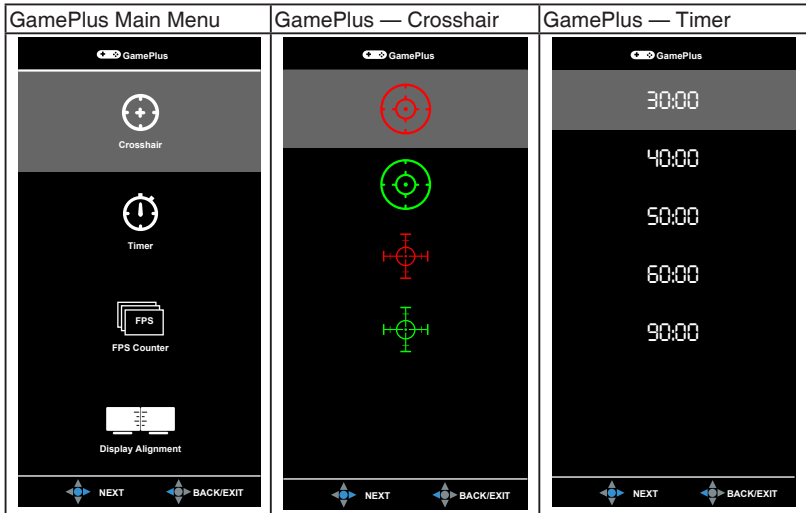 GamePlus Main Menu
GamePlus
Crosshair
Timer
FPS
FPS Counter
Display Alignment
NEXT BACK/EXIT
GamePlus — Crosshair
GamePlus
NEXT BACK/EXIT
GamePlus — Timer
GamePlus
30:00
40:00
50:00
60:00
90:00
NEXT BACK/EXIT